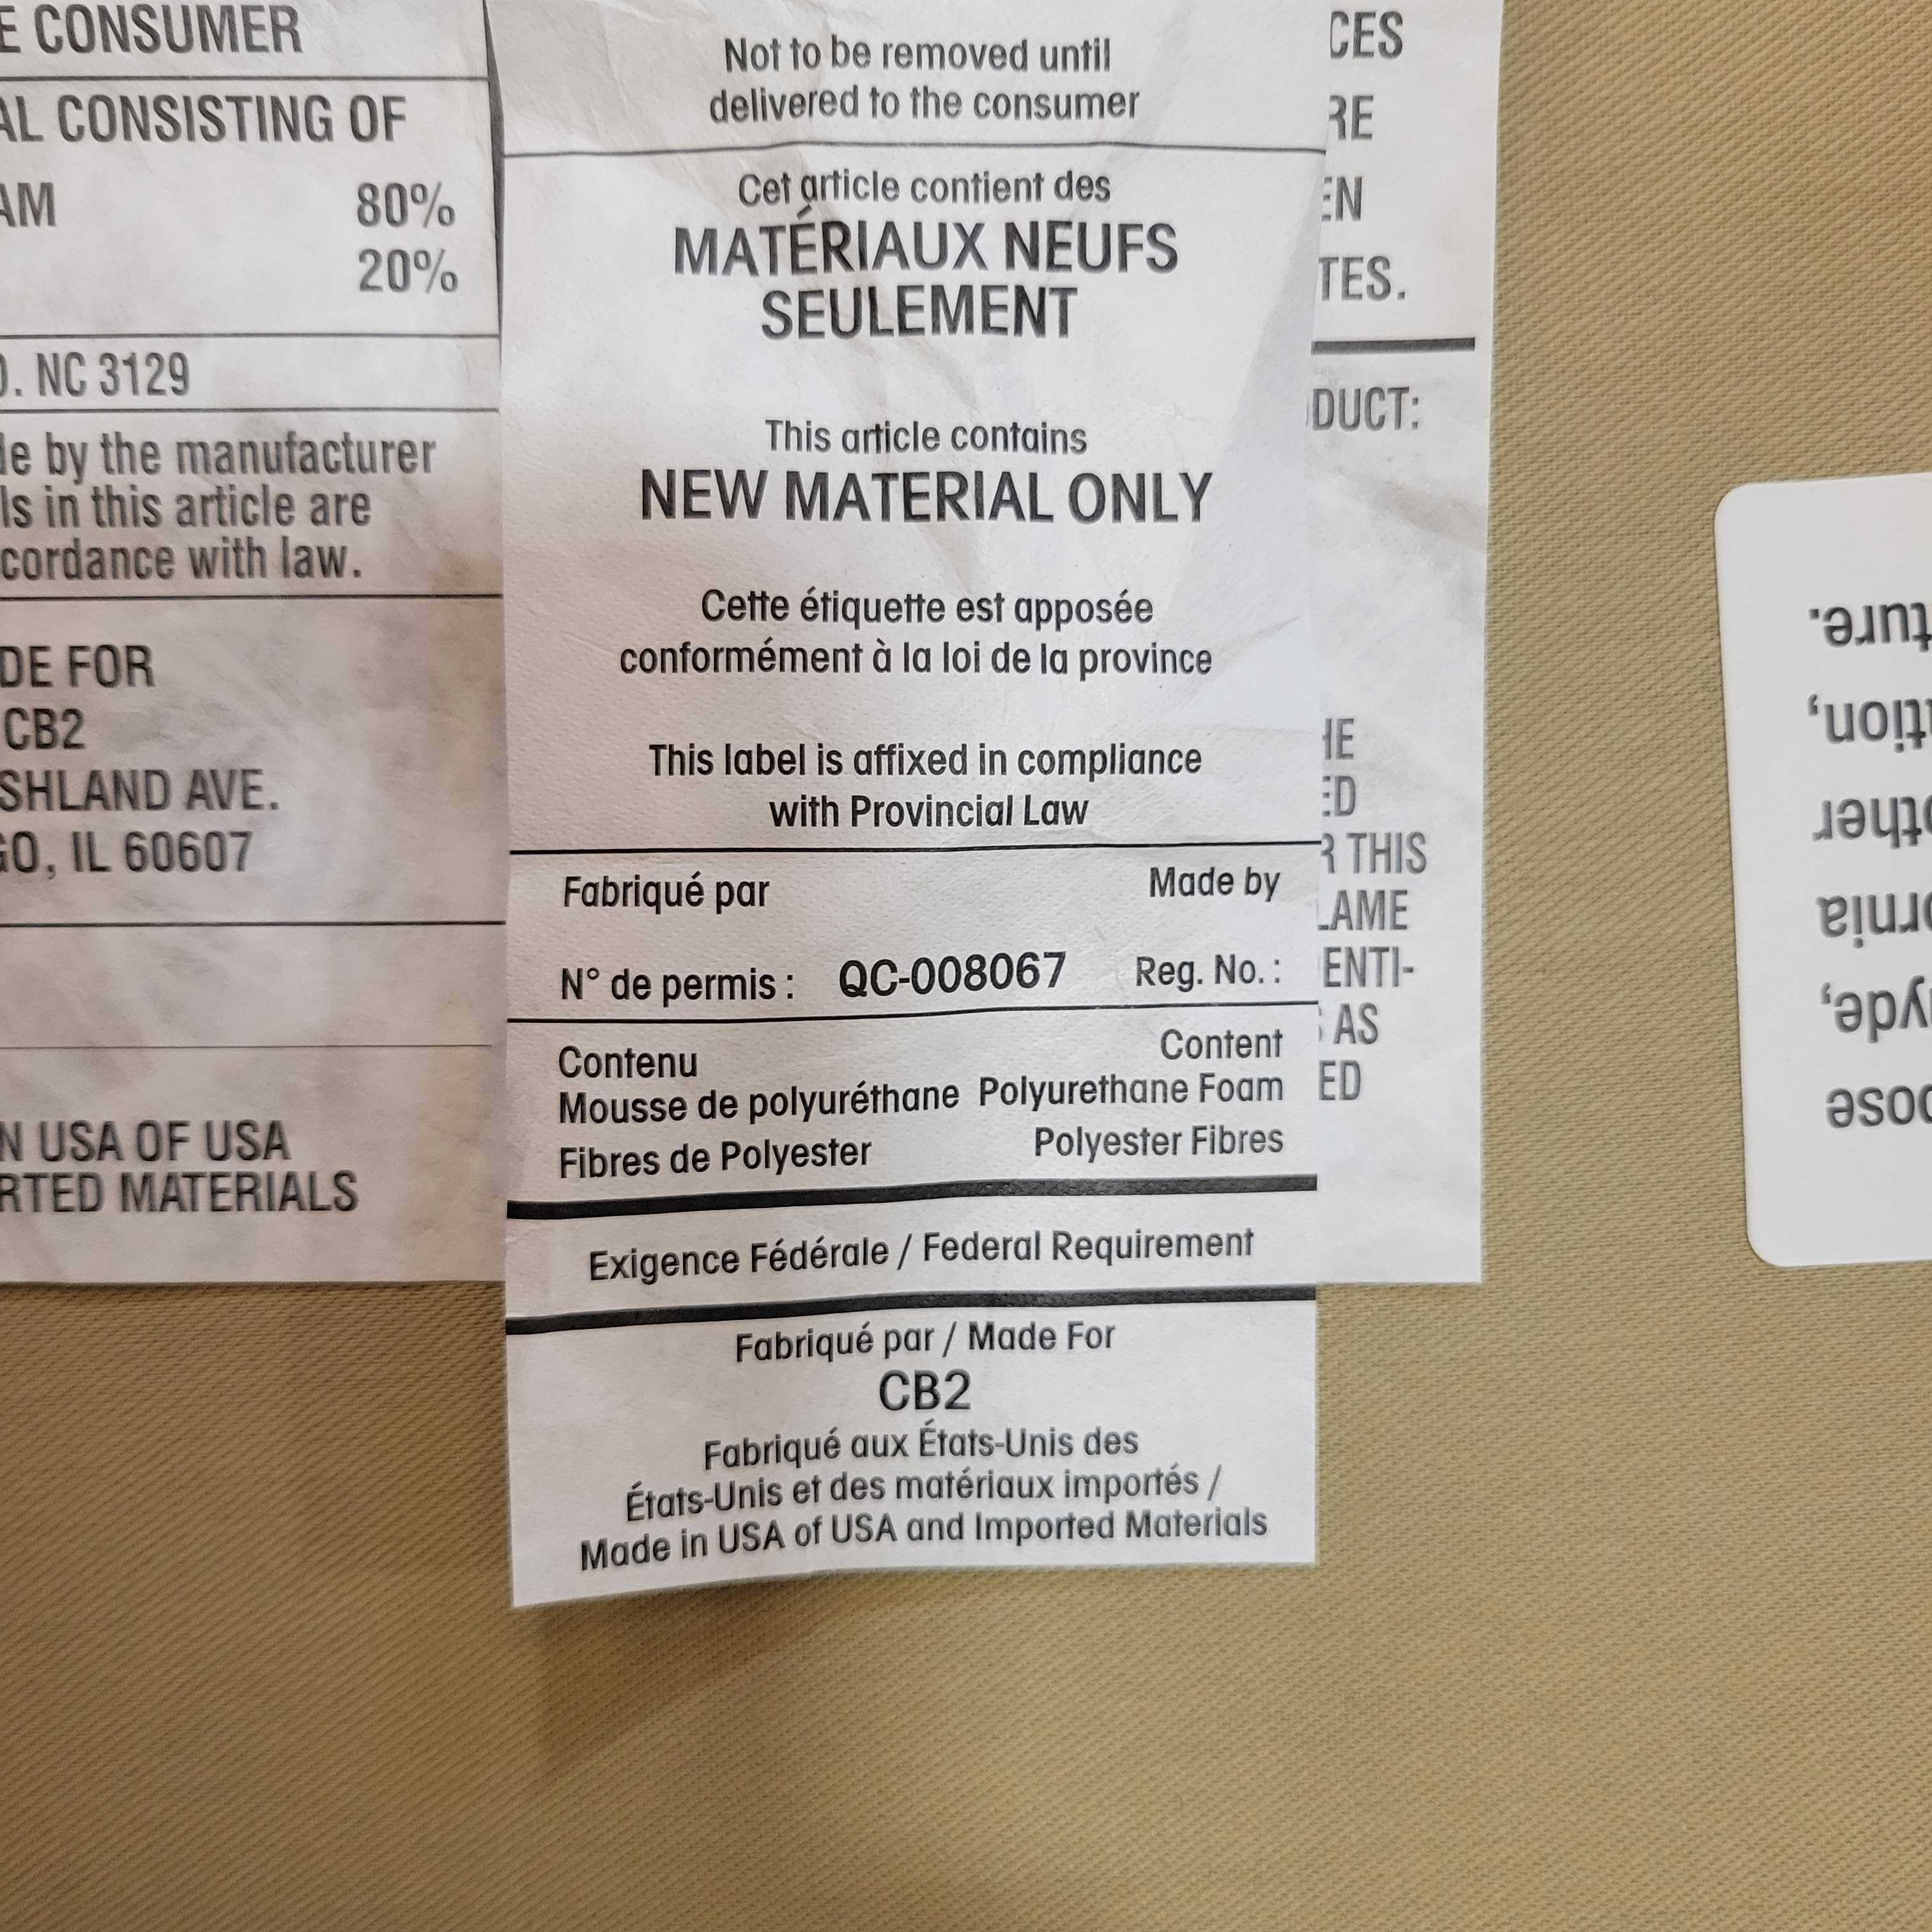 E CONSUMER
AL CONSISTING OF
AM 80%
20%
. NC 3129
de by the manufacturer
ls in this article are
cordance with law.
DE FOR
CB2
SHLAND AVE.
GO, IL 60607
N USA OF USA
RTED MATERIALS
Not to be removed until
delivered to the consumer
Cet article contient des
MATÉRIAUX NEUFS
SEULEMENT
This article contains
NEW MATERIAL ONLY
Cette étiquette est apposée
conformément à la loi de la province
This label is affixed in compliance
with Provincial Law
Fabriqué par Made by
N° de permis : QC-008067 Reg. No. :
Contenu Content
Mousse de polyuréthane Polyurethane Foam
Fibres de Polyester Polyester Fibres
Exigence Fédérale / Federal Requirement
Fabriqué par / Made For
CB2
Fabriqué aux États-Unis des
États-Unis et des matériaux importés /
Made in USA of USA and Imported Materials
CES
RE
EN
TES.
DUCT:
HE
ED
R THIS
LAME
ENTI-
AS
ED
pose
yde,
ornia
other
ation,
ture.